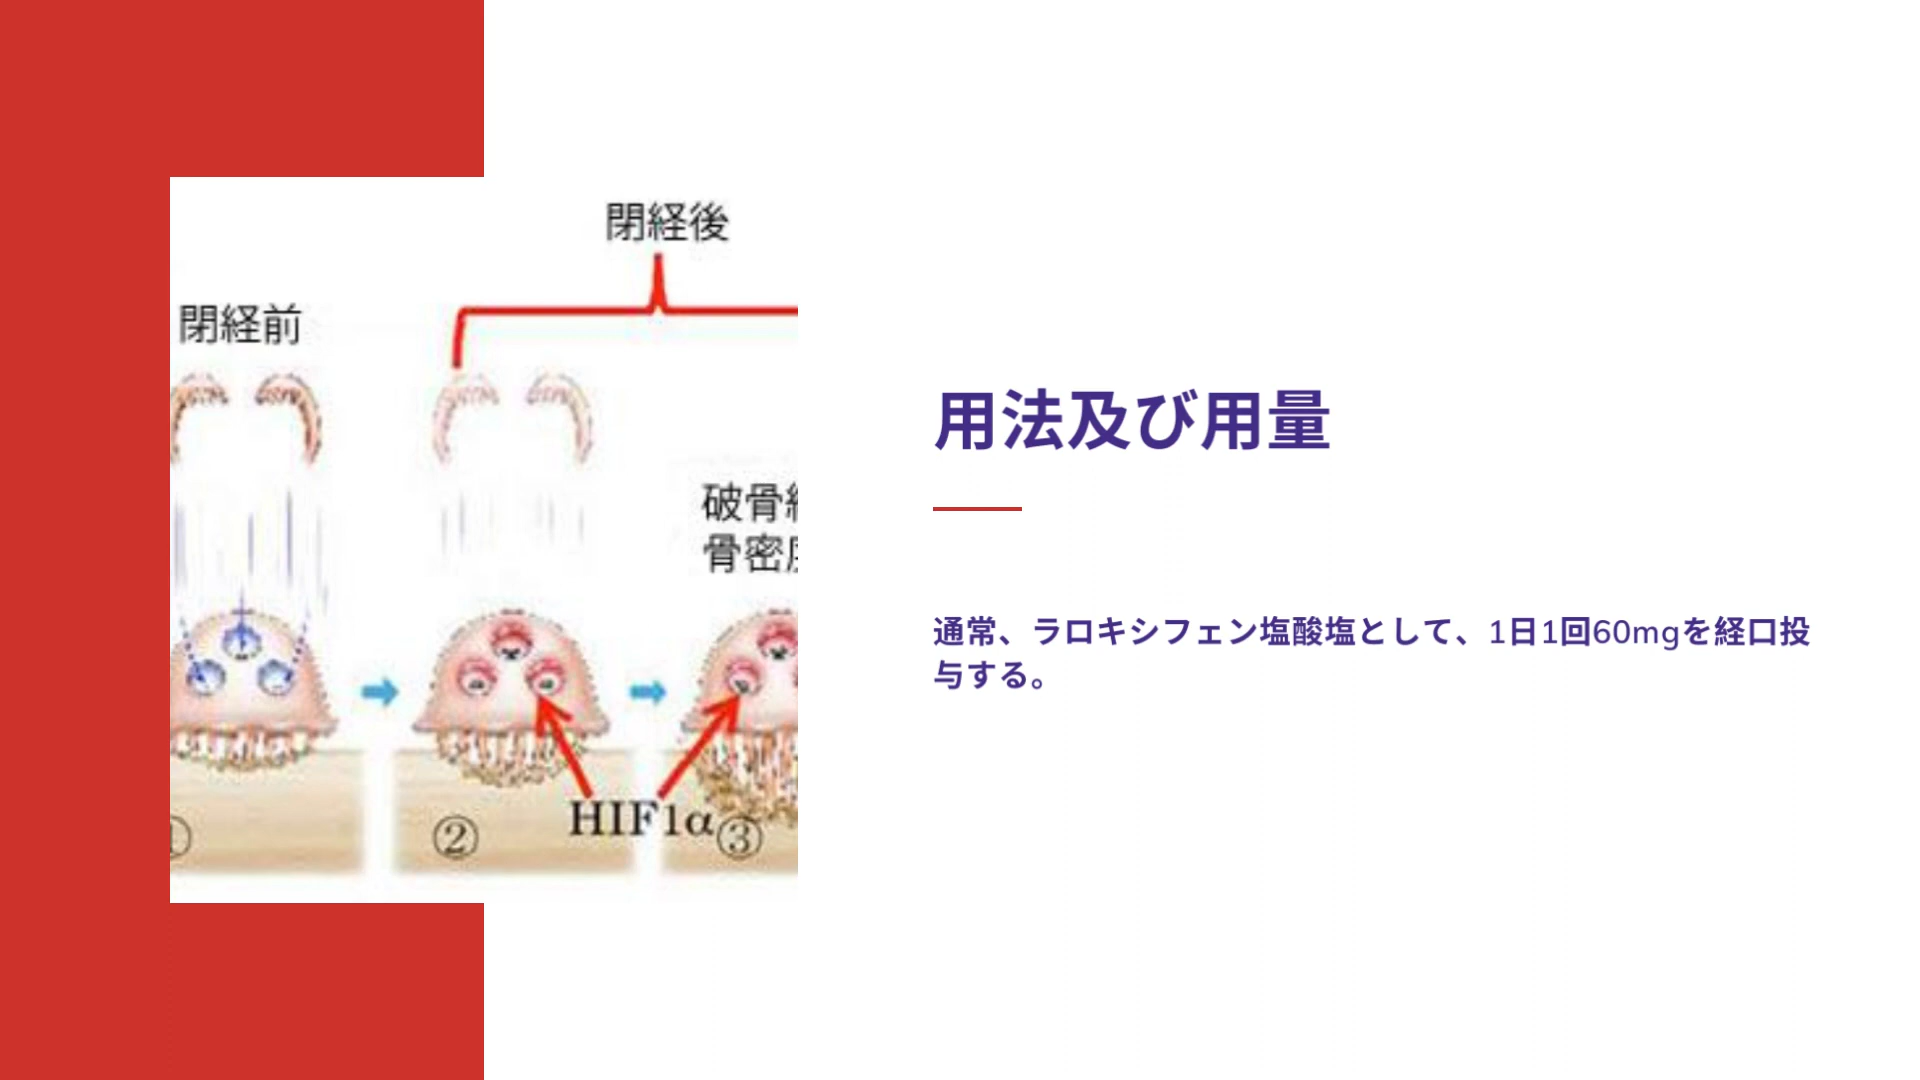 閉経後
閉経前
破骨
骨密
HIF1α
②
③
用法及び用量
通常、ラロキシフェン塩酸塩として、1日1回60mgを経口投
与する。